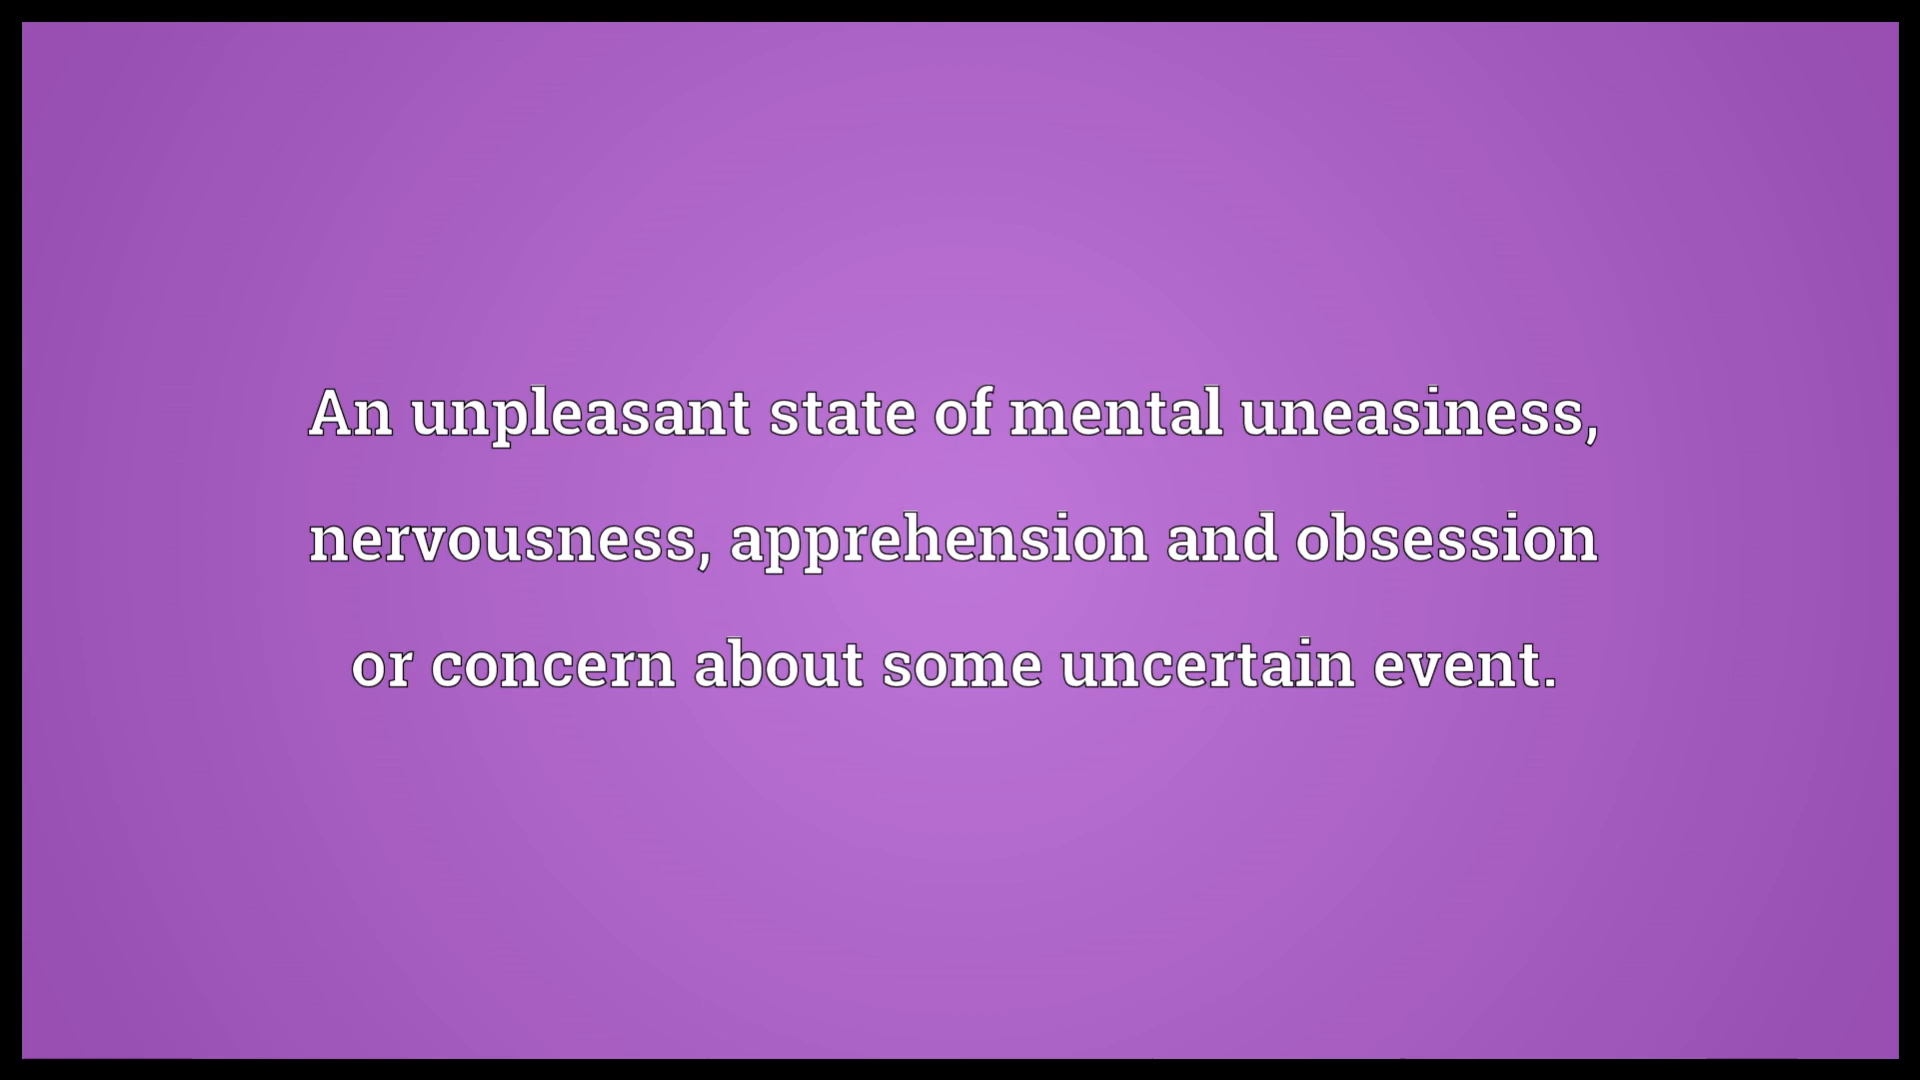 An unpleasant state of mental uneasiness,
nervousness, apprehension and obsession
or concern about some uncertain event.